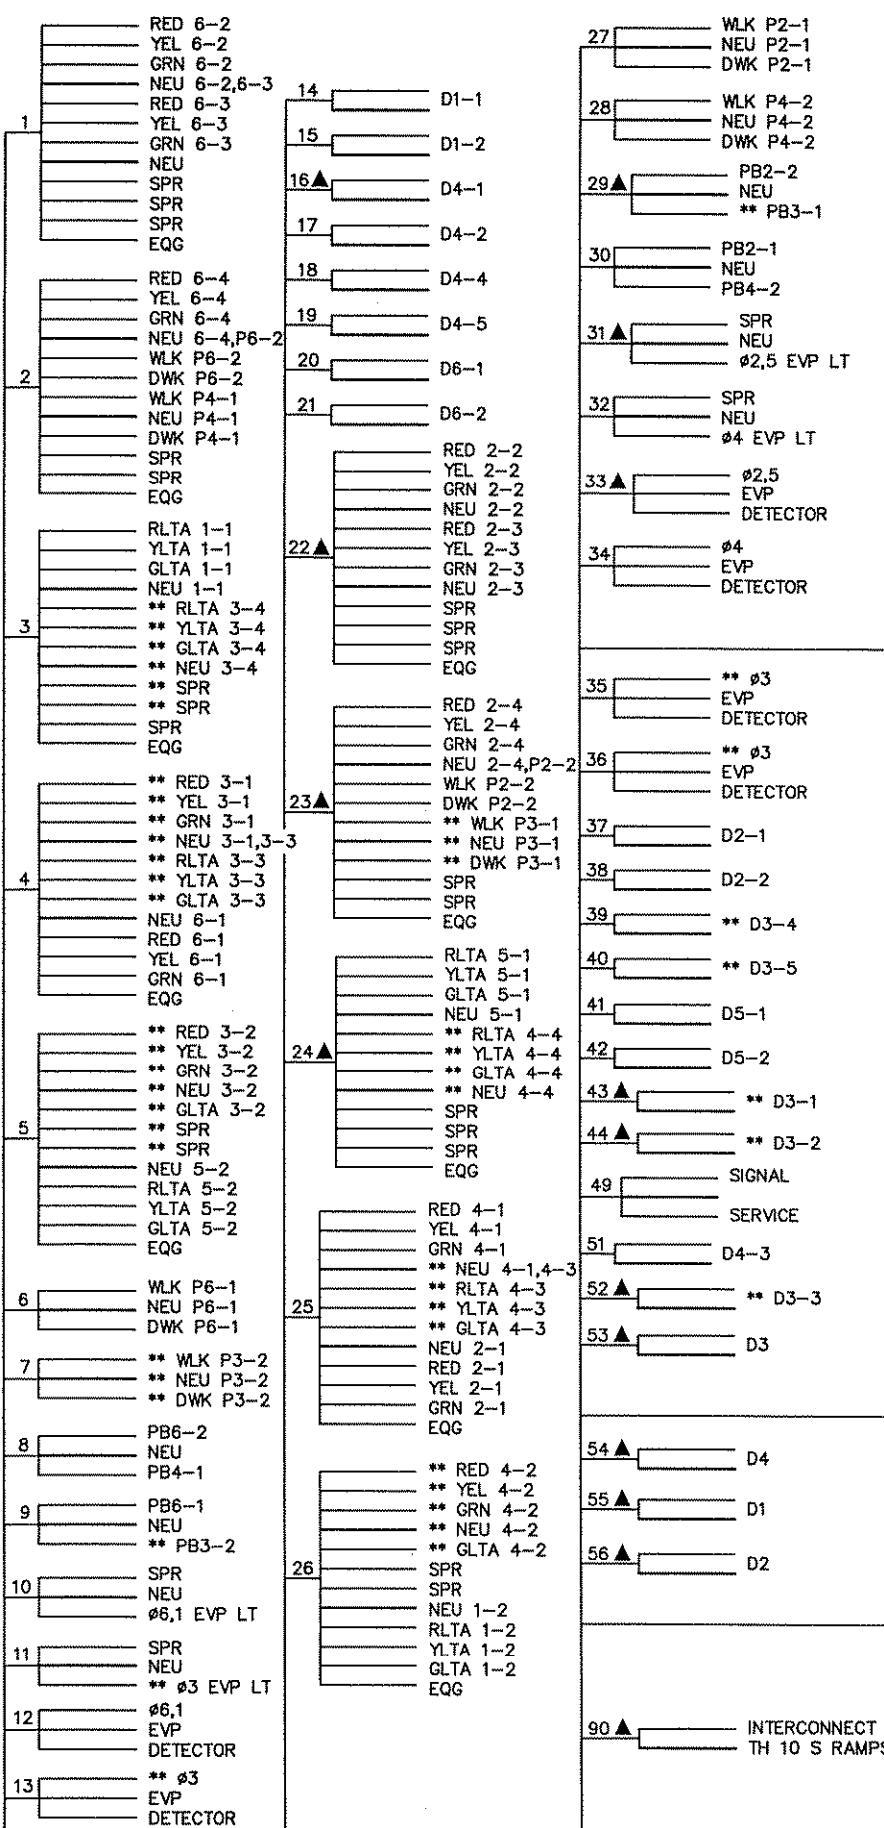 1
RED 6-2
YEL 6-2
GRN 6-2
NEU 6-2,6-3
RED 6-3
YEL 6-3
GRN 6-3
NEU
SPR
SPR
SPR
EQG
2
RED 6-4
YEL 6-4
GRN 6-4
NEU 6-4,P6-2
WLK P6-2
DWK P6-2
WLK P4-1
NEU P4-1
DWK P4-1
SPR
SPR
EQG
3
RLTA 1-1
YLTA 1-1
GLTA 1-1
NEU 1-1
** RLTA 3-4
** YLTA 3-4
** GLTA 3-4
** NEU 3-4
** SPR
** SPR
SPR
EQG
4
** RED 3-1
** YEL 3-1
** GRN 3-1
** NEU 3-1,3-3
** RLTA 3-3
** YLTA 3-3
** GLTA 3-3
NEU 6-1
RED 6-1
YEL 6-1
GRN 6-1
EQG
5
** RED 3-2
** YEL 3-2
** GRN 3-2
** NEU 3-2
** GLTA 3-2
** SPR
** SPR
NEU 5-2
RLTA 5-2
YLTA 5-2
GLTA 5-2
EQG
6
WLK P6-1
NEU P6-1
DWK P6-1
7
** WLK P3-2
** NEU P3-2
** DWK P3-2
8
PB6-2
NEU
PB4-1
9
PB6-1
NEU
** PB3-2
10
SPR
NEU
ø6,1 EVP LT
11
SPR
NEU
** ø3 EVP LT
12
ø6,1
EVP
DETECTOR
13
** ø3
EVP
DETECTOR
14 D1-1
15 D1-2
16▲ D4-1
17 D4-2
18 D4-4
19 D4-5
20 D6-1
21 D6-2
22▲
RED 2-2
YEL 2-2
GRN 2-2
NEU 2-2
RED 2-3
YEL 2-3
GRN 2-3
NEU 2-3
SPR
SPR
SPR
EQG
23▲
RED 2-4
YEL 2-4
GRN 2-4
NEU 2-4,P2-2
WLK P2-2
DWK P2-2
** WLK P3-1
** NEU P3-1
** DWK P3-1
SPR
SPR
EQG
24▲
RLTA 5-1
YLTA 5-1
GLTA 5-1
NEU 5-1
** RLTA 4-4
** YLTA 4-4
** GLTA 4-4
** NEU 4-4
SPR
SPR
SPR
EQG
25
RED 4-1
YEL 4-1
GRN 4-1
** NEU 4-1,4-3
** RLTA 4-3
** YLTA 4-3
** GLTA 4-3
NEU 2-1
RED 2-1
YEL 2-1
GRN 2-1
EQG
26
** RED 4-2
** YEL 4-2
** GRN 4-2
** NEU 4-2
** GLTA 4-2
SPR
SPR
NEU 1-2
RLTA 1-2
YLTA 1-2
GLTA 1-2
EQG
27
WLK P2-1
NEU P2-1
DWK P2-1
28
WLK P4-2
NEU P4-2
DWK P4-2
29▲
PB2-2
NEU
** PB3-1
30
PB2-1
NEU
PB4-2
31▲
SPR
NEU
ø2,5 EVP LT
32
SPR
NEU
ø4 EVP LT
33▲
ø2,5
EVP
DETECTOR
34
ø4
EVP
DETECTOR
35
** ø3
EVP
DETECTOR
36
** ø3
EVP
DETECTOR
37 D2-1
38 D2-2
39 ** D3-4
40 ** D3-5
41 D5-1
42 D5-2
43▲ ** D3-1
44▲ ** D3-2
49
SIGNAL
SERVICE
51 D4-3
52▲ ** D3-3
53▲ D3
54▲ D4
55▲ D1
56▲ D2
90▲
INTERCONNECT
TH 10 S RAMPS